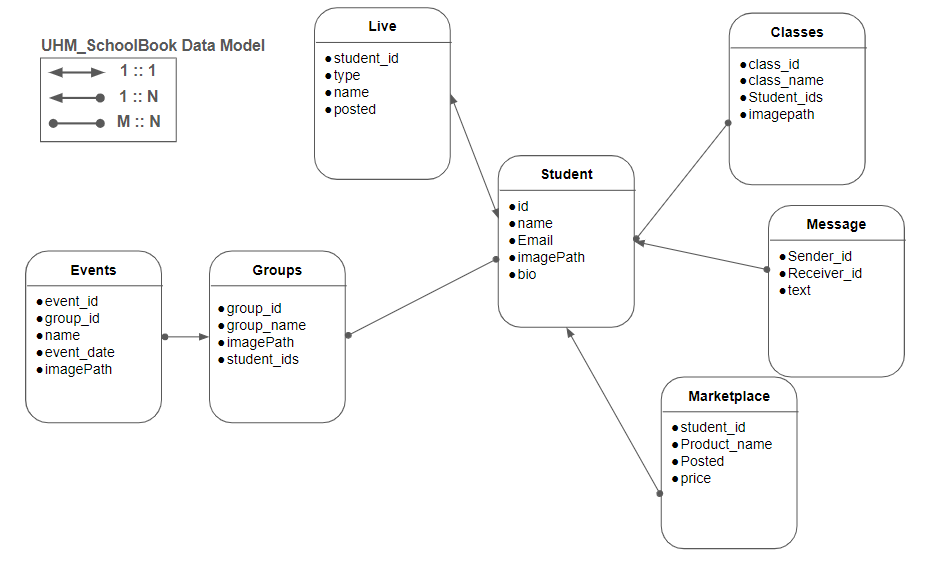 UHM_SchoolBook Data Model
1 :: 1
1 :: N
M :: N
Live
●student_id
●type
●name
●posted
Classes
●class_id
●class_name
●Student_ids
●imagepath
Student
●id
●name
●Email
●imagePath
●bio
Message
●Sender_id
●Receiver_id
●text
Events
●event_id
●group_id
●name
●event_date
●imagePath
Groups
●group_id
●group_name
●imagePath
●student_ids
Marketplace
●student_id
●Product_name
●Posted
●price